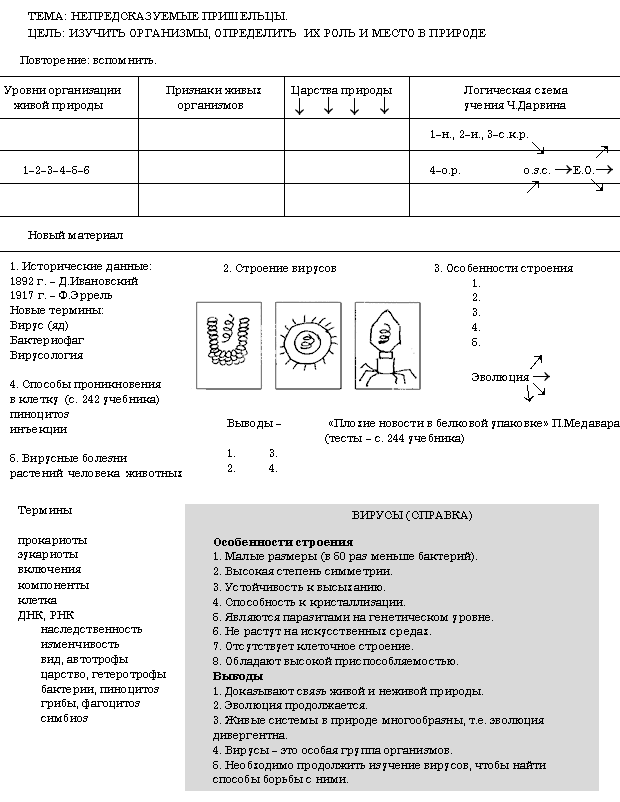 ТЕМА: НЕПРЕДСКАЗУЕМЫЕ ПРИШЕЛЬЦЫ.
ЦЕЛЬ: ИЗУЧИТЬ ОРГАНИЗМЫ, ОПРЕДЕЛИТЬ ИХ РОЛЬ И МЕСТО В ПРИРОДЕ
Повторение: вспомнить.
Уровни организации
живой природы
Признаки живых
организмов
Царства природы
Логическая схема
учения Ч.Дарвина
1–н., 2–и., 3–с.к.р.
1–2–3–4–5–6
4–о.р. о.s.с. → Е.О. →
Новый материал
1. Исторические данные:
1892 г. – Д.Ивановский
1917 г. – Ф.Эррель
Новые термины:
Вирус (яд)
Бактериофаг
Вирусология
2. Строение вирусов
3. Особенности строения
1.
2.
3.
4.
5.
Эволюция →
4. Способы проникновения
в клетку (с. 242 учебника)
пиноцитоз
инъекции
Выводы –
1. 3.
2. 4.
«Плохие новости в белковой упаковке» П.Медавара
(тесты – с. 244 учебника)
5. Вирусные болезни
растений человека животных
Термины
прокариоты
эукариоты
включения
компоненты
клетка
ДНК, РНК
наследственность
изменчивость
вид, автотрофы
царство, гетеротрофы
бактерии, пиноцитоз
грибы, фагоцитоз
симбиоз
ВИРУСЫ (СПРАВКА)
Особенности строения
1. Малые размеры (в 50 раз меньше бактерий).
2. Высокая степень симметрии.
3. Устойчивость к высыханию.
4. Способность к кристаллизации.
5. Являются паразитами на генетическом уровне.
6. Не растут на искусственных средах.
7. Отсутствует клеточное строение.
8. Обладают высокой приспособляемостью.
Выводы
1. Доказывают связь живой и неживой природы.
2. Эволюция продолжается.
3. Живые системы в природе многообразны, т.е. эволюция
дивергентна.
4. Вирусы – это особая группа организмов.
5. Необходимо продолжить изучение вирусов, чтобы найти
способы борьбы с ними.